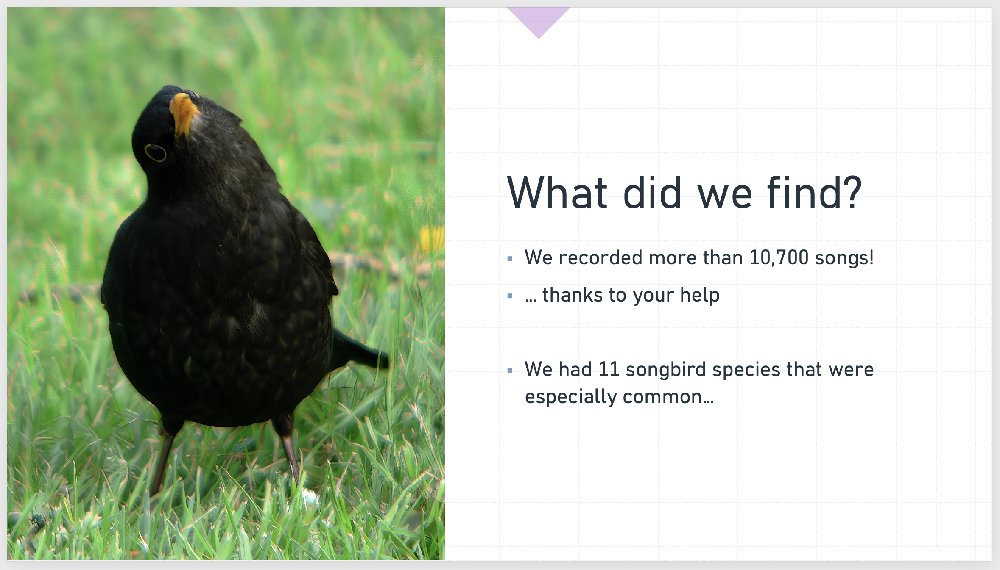 What did we find?
We recorded more than 10,700 songs!
… thanks to your help
We had 11 songbird species that were
especially common…